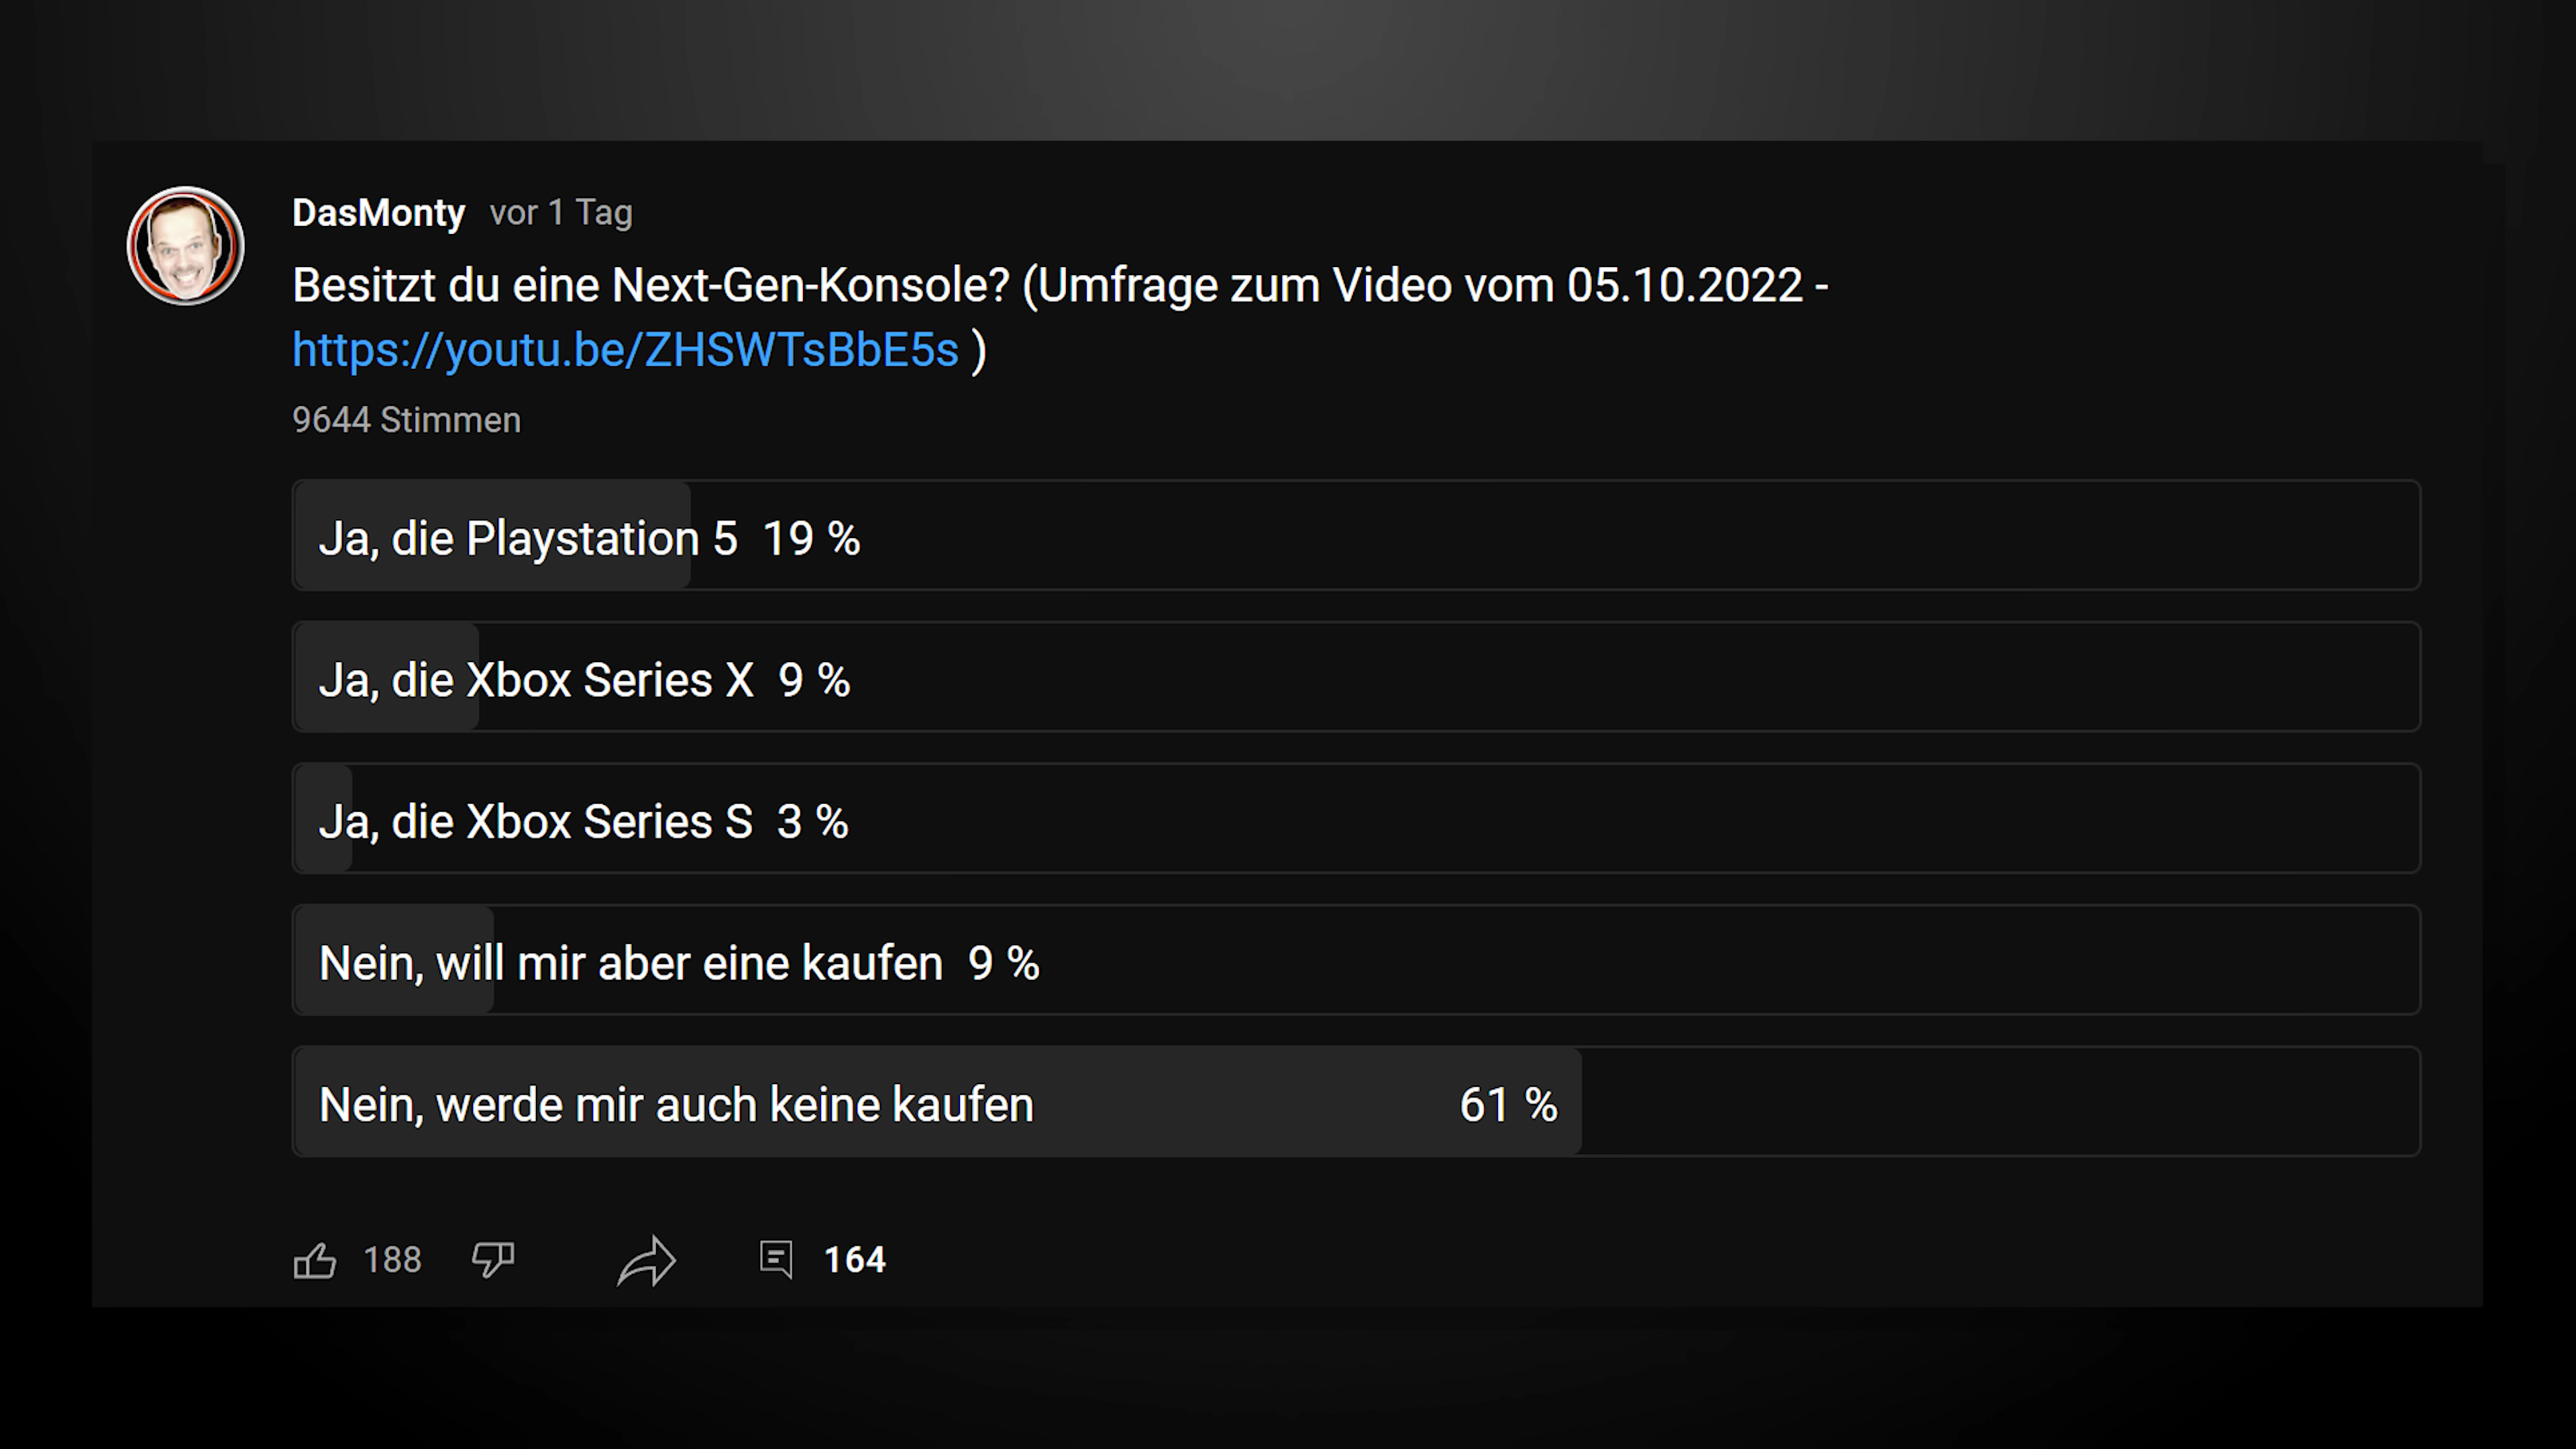 DasMonty vor 1 Tag
Besitzt du eine Next-Gen-Konsole? (Umfrage zum Video vom 05.10.2022 -
https://youtu.be/ZHSWTsBbE5s )
9644 Stimmen
Ja, die Playstation 5 19 %
Ja, die Xbox Series X 9 %
Ja, die Xbox Series S 3 %
Nein, will mir aber eine kaufen 9 %
Nein, werde mir auch keine kaufen 61 %
188 164